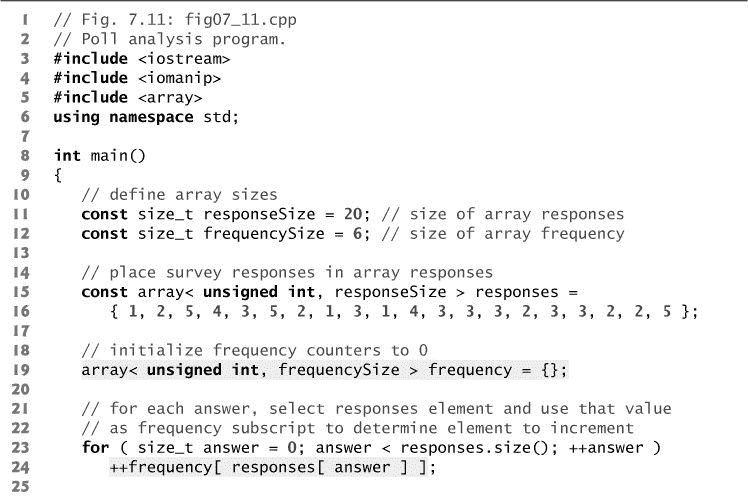 1 // Fig. 7.11: fig07_11.cpp
2 // Poll analysis program.
3 #include <iostream>
4 #include <iomanip>
5 #include <array>
6 using namespace std;
7
8 int main()
9 {
10 // define array sizes
11 const size_t responseSize = 20; // size of array responses
12 const size_t frequencySize = 6; // size of array frequency
13
14 // place survey responses in array responses
15 const array< unsigned int, responseSize > responses =
16 { 1, 2, 5, 4, 3, 5, 2, 1, 3, 1, 4, 3, 3, 3, 2, 3, 3, 2, 2, 5 };
17
18 // initialize frequency counters to 0
19 array< unsigned int, frequencySize > frequency = {};
20
21 // for each answer, select responses element and use that value
22 // as frequency subscript to determine element to increment
23 for ( size_t answer = 0; answer < responses.size(); ++answer )
24 ++frequency[ responses[ answer ] ];
25